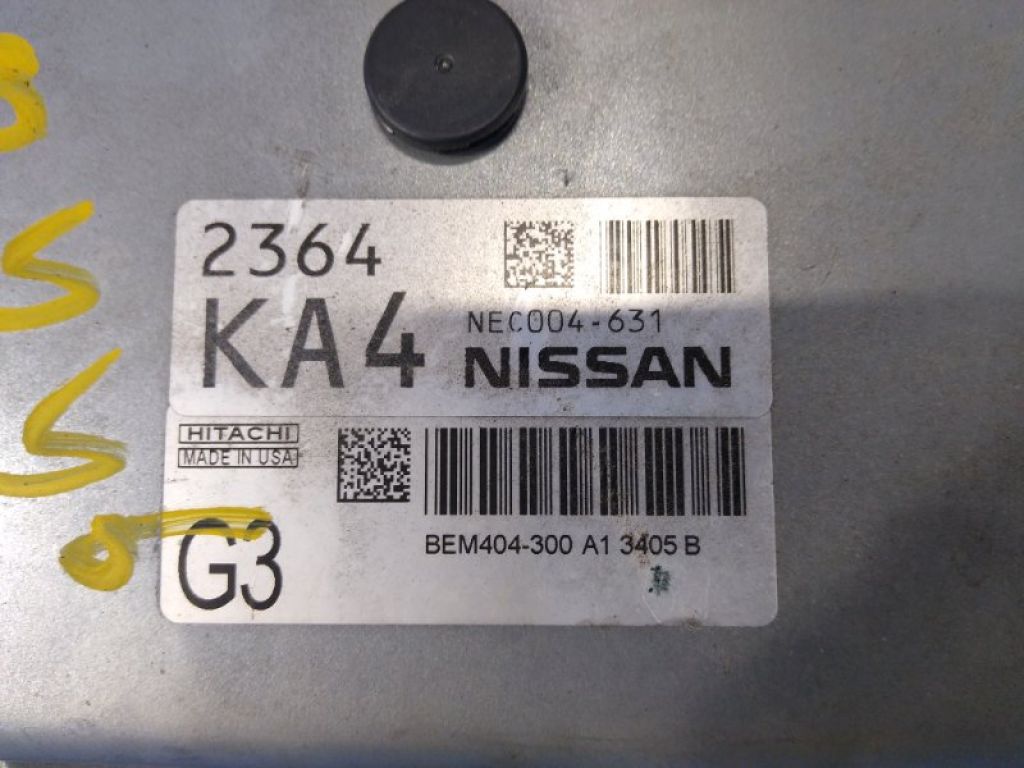 2364
KA4
NEC004-631
NISSAN
HITACHI
MADE IN USA
G3
BEM404-300 A1 3405 B